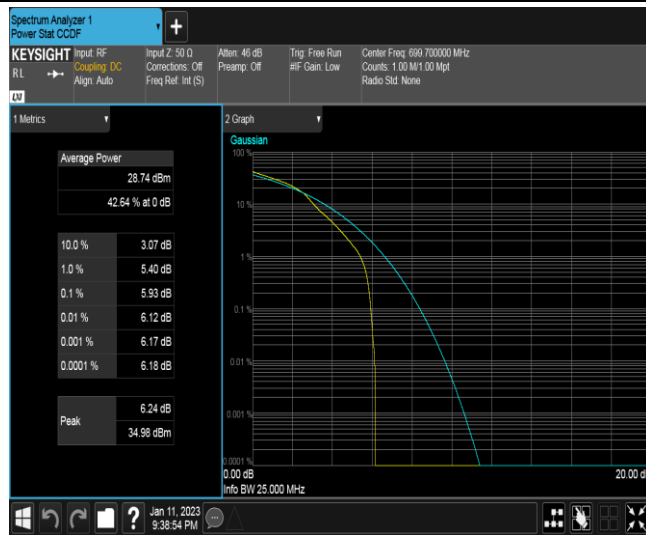 Spectrum Analyzer 1
Power Stat CCDF
+
KEYSIGHT
RL
Input: RF
Coupling: DC
Align: Auto
Input Z: 50 Ω
Corrections: Off
Freq Ref: Int (S)
Atten: 46 dB
Preamp: Off
Trig: Free Run
#IF Gain: Low
Center Freq: 699.700000 MHz
Counts: 1.00 M/1.00 Mpt
Radio Std: None
1 Metrics
Average Power
28.74 dBm
42.64 % at 0 dB
10.0 % 3.07 dB
1.0 % 5.40 dB
0.1 % 5.93 dB
0.01 % 6.12 dB
0.001 % 6.17 dB
0.0001 % 6.18 dB
Peak
6.24 dB
34.98 dBm
2 Graph
Gaussian
100 %
10 %
1 %
0.1 %
0.01 %
0.001 %
0.0001 %
0.00 dB
20.00 d
Info BW 25.000 MHz
?
Jan 11, 2023
9:38:54 PM